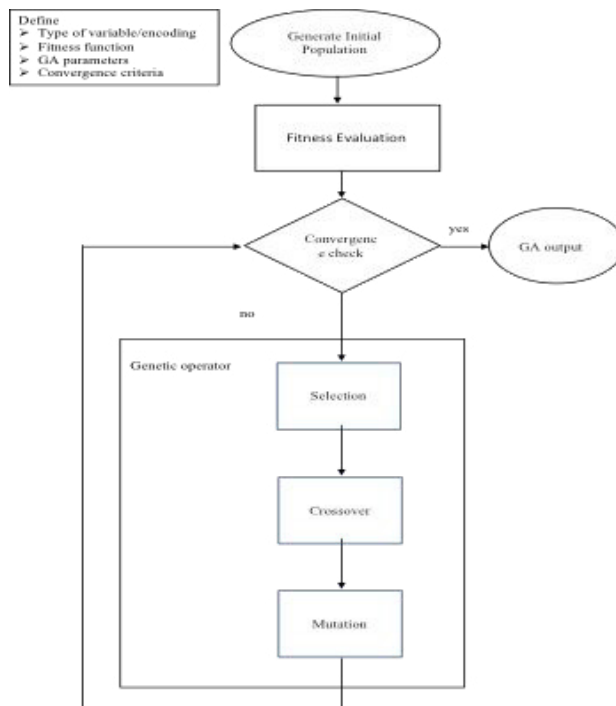 Define
➢ Type of variable/encoding
➢ Fitness function
➢ GA parameters
➢ Convergence criteria
Generate Initial
Population
Fitness Evaluation
Convergenc
e check
yes
GA output
no
Genetic operator
Selection
Crossover
Mutation